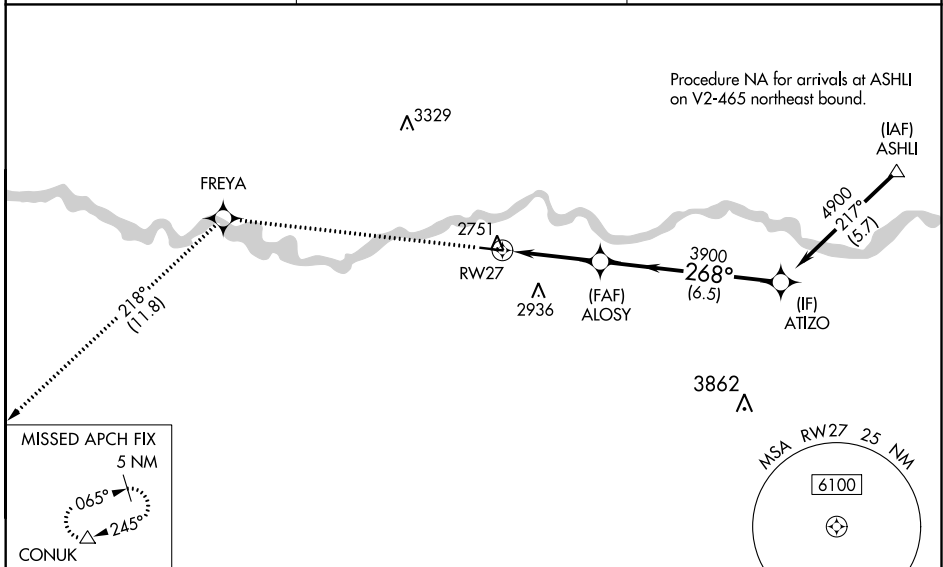 Procedure NA for arrivals at ASHLI
on V2-465 northeast bound.
3329
(IAF)
ASHLI
FREYA
4900
217°
(5.7)
2751
RW27
3900
268°
(6.5)
(FAF)
ALOSY
(IF)
ATIZO
2936
218°
(11.8)
3862
MISSED APCH FIX
5 NM
065°
245°
CONUK
MSA RW27 25 NM
6100